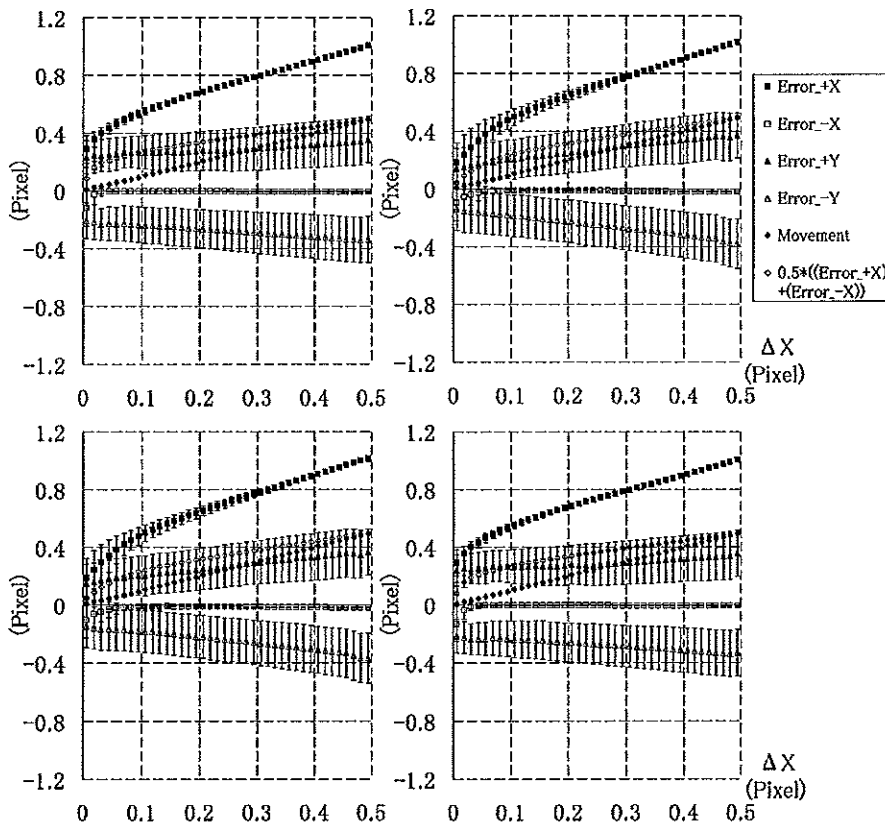 1.2
0.8
0.4
0
-0.4
-0.8
-1.2
(Pixel)
0 0.1 0.2 0.3 0.4 0.5
1.2
0.8
0.4
0
-0.4
-0.8
-1.2
(Pixel)
0 0.1 0.2 0.3 0.4 0.5
ΔX
(Pixel)
Error_+X
Error_-X
Error_+Y
Error_-Y
Movement
0.5*((Error_+X)
+(Error_-X))
1.2
0.8
0.4
0
-0.4
-0.8
-1.2
(Pixel)
0 0.1 0.2 0.3 0.4 0.5
1.2
0.8
0.4
0
-0.4
-0.8
-1.2
(Pixel)
0 0.1 0.2 0.3 0.4 0.5
ΔX
(Pixel)